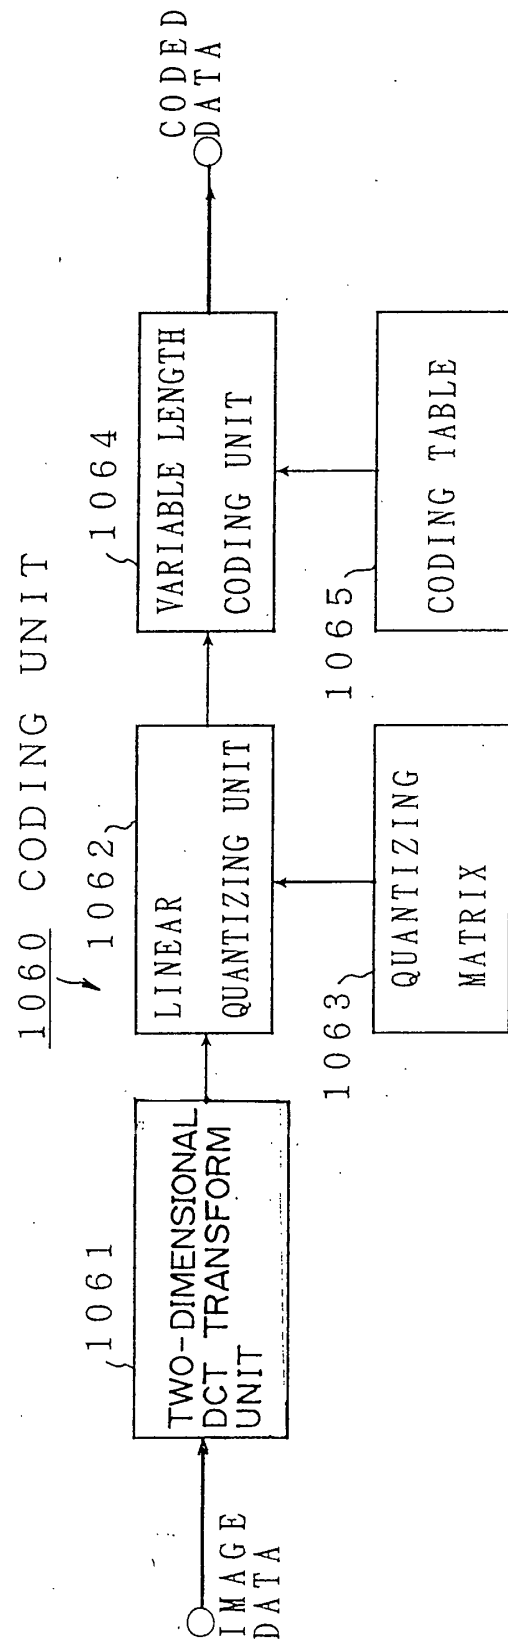 1060 CODING UNIT
1061
TWO-DIMENSIONAL
DCT TRANSFORM
UNIT
1062
LINEAR
QUANTIZING UNIT
1064
VARIABLE LENGTH
CODING UNIT
IMAGE
DATA
CODED
DATA
1063
QUANTIZING
MATRIX
1065
CODING TABLE